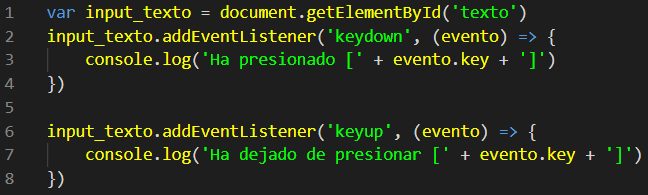 1 var input_texto = document.getElementById('texto')
2 input_texto.addEventListener('keydown', (evento) => {
3     console.log('Ha presionado [' + evento.key + ']')
4 })
5
6 input_texto.addEventListener('keyup', (evento) => {
7     console.log('Ha dejado de presionar [' + evento.key + ']')
8 })